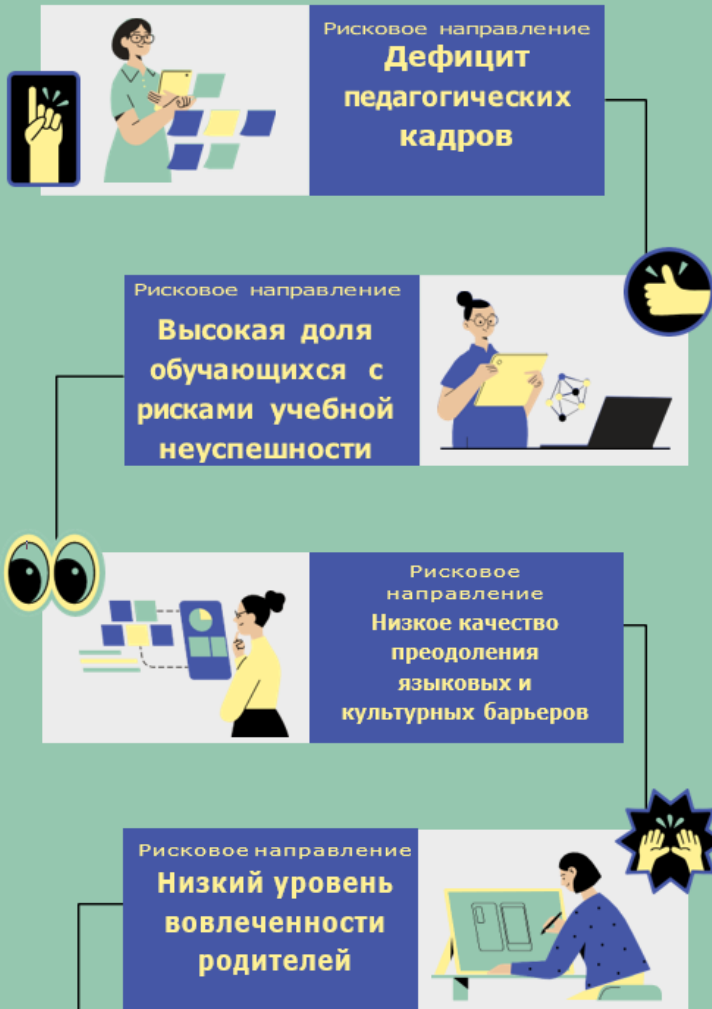 Рисковое направление
Дефицит
педагогических
кадров
Рисковое направление
Высокая доля
обучающихся с
рисками учебной
неуспешности
Рисковое
направление
Низкое качество
преодоления
языковых и
культурных барьеров
Рисковое направление
Низкий уровень
вовлеченности
родителей